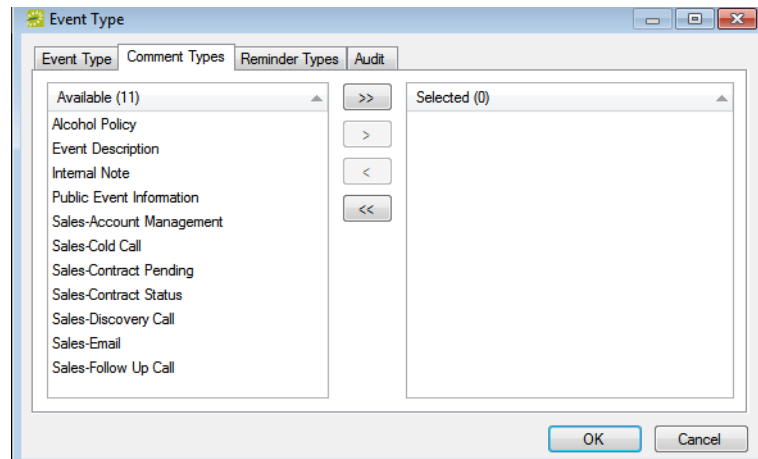 Event Type
Event Type Comment Types Reminder Types Audit
Available (11)
>>
Selected (0)
Alcohol Policy
>
Event Description
Internal Note
<
Public Event Information
<<
Sales-Account Management
Sales-Cold Call
Sales-Contract Pending
Sales-Contract Status
Sales-Discovery Call
Sales-Email
Sales-Follow Up Call
OK Cancel